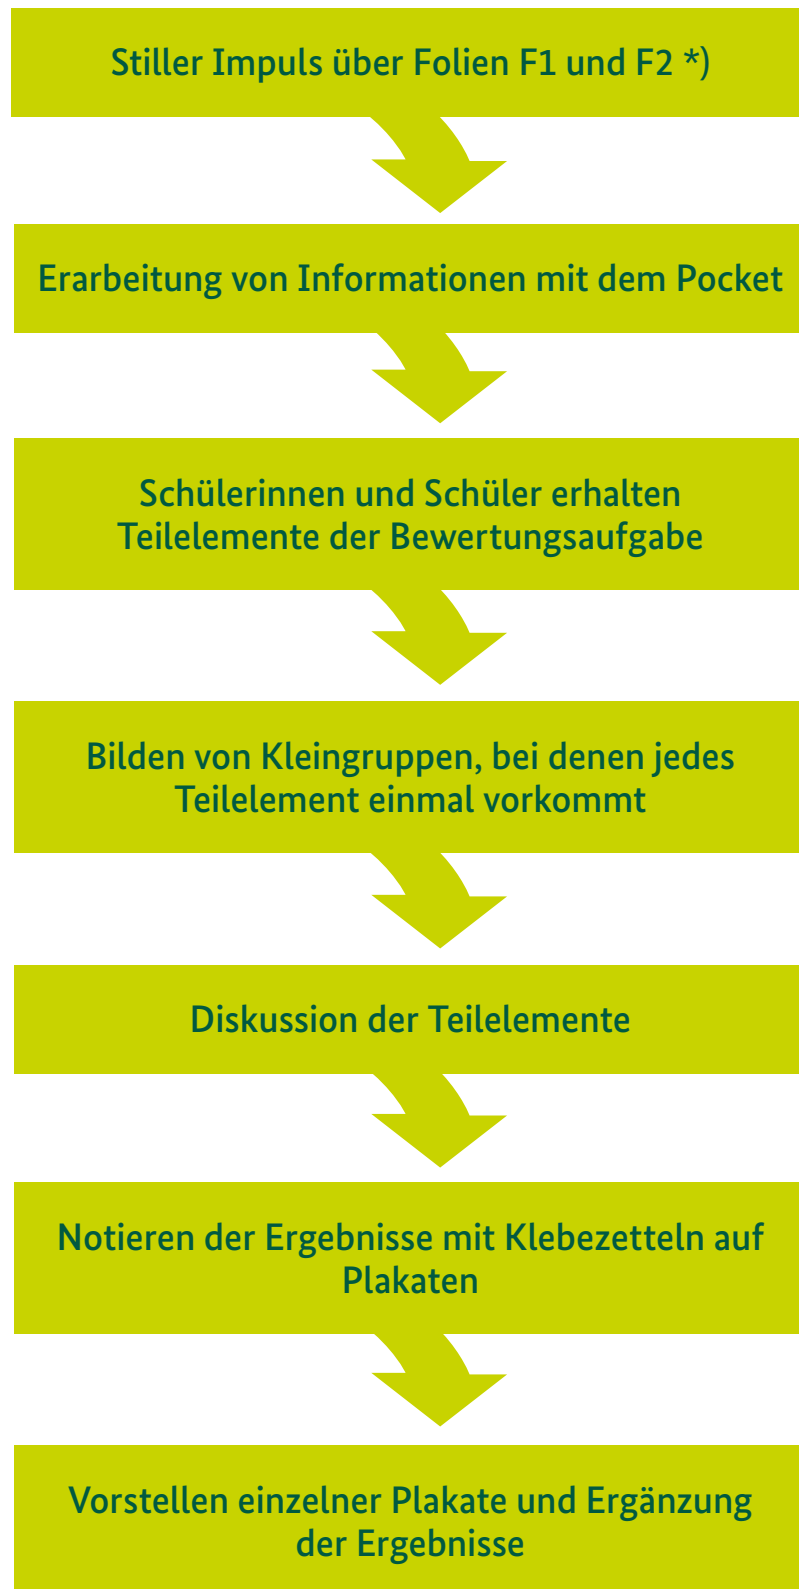 Stiller Impuls über Folien F1 und F2 *)
Erarbeitung von Informationen mit dem Pocket
Schülerinnen und Schüler erhalten
Teilelemente der Bewertungsaufgabe
Bilden von Kleingruppen, bei denen jedes
Teilelement einmal vorkommt
Diskussion der Teilelemente
Notieren der Ergebnisse mit Klebezetteln auf
Plakaten
Vorstellen einzelner Plakate und Ergänzung
der Ergebnisse